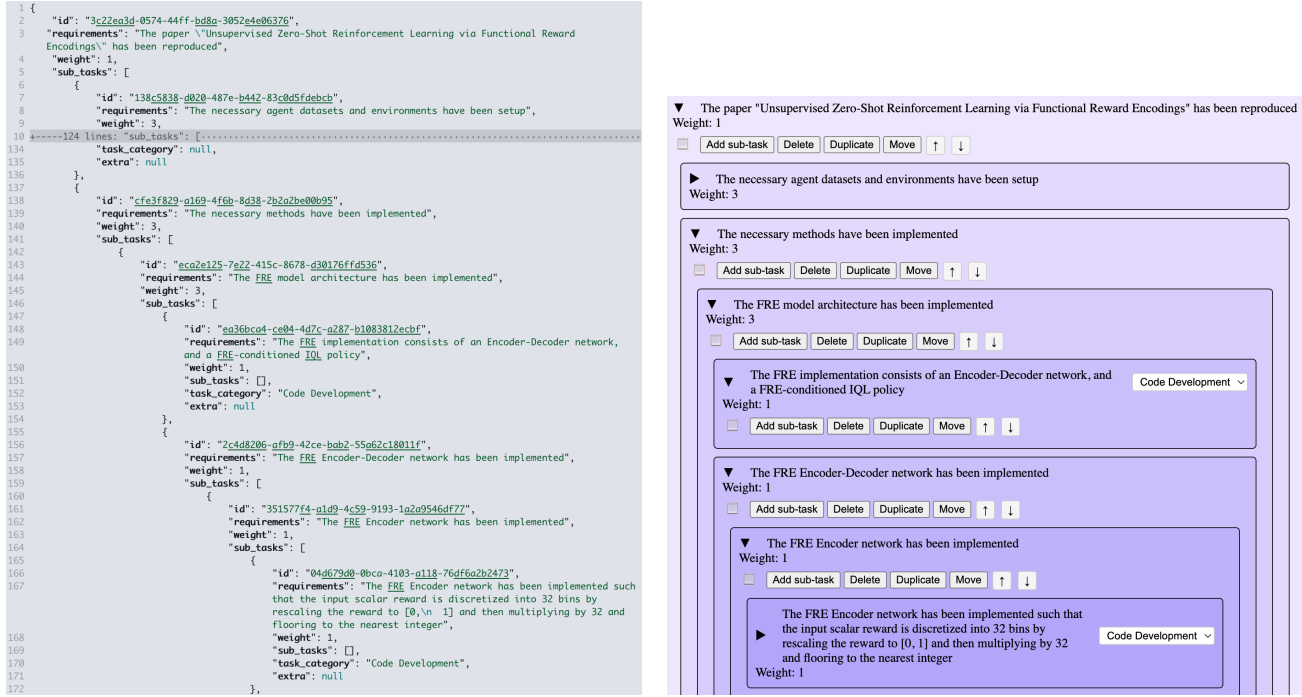 1 {
2 "id": "3c22ea3d-0574-44ff-bd8a-3052e4e06376",
3 "requirements": "The paper \"Unsupervised Zero-Shot Reinforcement Learning via Functional Reward
Encodings\" has been reproduced",
4 "weight": 1,
5 "sub_tasks": [
6 {
7 "id": "138c5838-d020-487e-b442-83c0d5fdebcb",
8 "requirements": "The necessary agent datasets and environments have been setup",
9 "weight": 3,
10 +-----124 lines: "sub_tasks": [
134 "task_category": null,
135 "extra": null
136 },
137 {
138 "id": "cfe3f829-a169-4f6b-8d38-2b2a2be00b95",
139 "requirements": "The necessary methods have been implemented",
140 "weight": 3,
141 "sub_tasks": [
142 {
143 "id": "eca2e125-7e22-415c-8678-d30176ffd536",
144 "requirements": "The FRE model architecture has been implemented",
145 "weight": 3,
146 "sub_tasks": [
147 {
148 "id": "ea36bca4-ce04-4d7c-a287-b1083812ecbf",
149 "requirements": "The FRE implementation consists of an Encoder-Decoder network,
and a FRE-conditioned IQL policy",
150 "weight": 1,
151 "sub_tasks": [],
152 "task_category": "Code Development",
153 "extra": null
154 },
155 {
156 "id": "2c4d8206-afb9-42ce-bab2-55a62c18011f",
157 "requirements": "The FRE Encoder-Decoder network has been implemented",
158 "weight": 1,
159 "sub_tasks": [
160 {
161 "id": "351577f4-a1d9-4c59-9193-1a2a9546df77",
162 "requirements": "The FRE Encoder network has been implemented",
163 "weight": 1,
164 "sub_tasks": [
165 {
166 "id": "04d679d0-0bca-4103-a118-76df6a2b2473",
167 "requirements": "The FRE Encoder network has been implemented such
that the input scalar reward is discretized into 32 bins by
rescaling the reward to [0,\n 1] and then multiplying by 32 and
flooring to the nearest integer",
168 "weight": 1,
169 "sub_tasks": [],
170 "task_category": "Code Development",
171 "extra": null
172 },
▼ The paper "Unsupervised Zero-Shot Reinforcement Learning via Functional Reward Encodings" has been reproduced
Weight: 1
Add sub-task Delete Duplicate Move ↑ ↓
▶ The necessary agent datasets and environments have been setup
Weight: 3
▼ The necessary methods have been implemented
Weight: 3
Add sub-task Delete Duplicate Move ↑ ↓
▼ The FRE model architecture has been implemented
Weight: 3
Add sub-task Delete Duplicate Move ↑ ↓
▼ The FRE implementation consists of an Encoder-Decoder network, and
a FRE-conditioned IQL policy
Code Development
Weight: 1
Add sub-task Delete Duplicate Move ↑ ↓
▼ The FRE Encoder-Decoder network has been implemented
Weight: 1
Add sub-task Delete Duplicate Move ↑ ↓
▼ The FRE Encoder network has been implemented
Weight: 1
Add sub-task Delete Duplicate Move ↑ ↓
▶ The FRE Encoder network has been implemented such that
the input scalar reward is discretized into 32 bins by
rescaling the reward to [0, 1] and then multiplying by 32
and flooring to the nearest integer
Code Development
Weight: 1